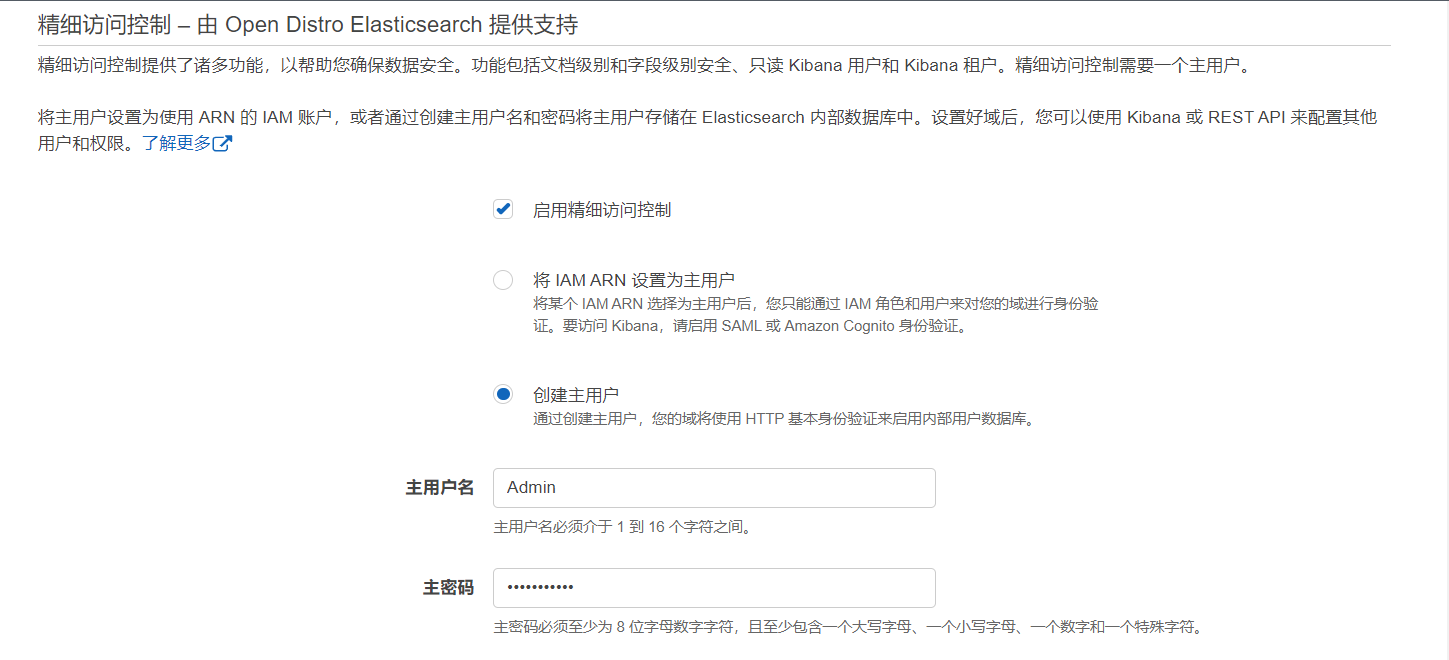 精细访问控制 – 由 Open Distro Elasticsearch 提供支持
精细访问控制提供了诸多功能，以帮助您确保数据安全。功能包括文档级别和字段级别安全、只读 Kibana 用户和 Kibana 租户。精细访问控制需要一个主用户。
将主用户设置为使用 ARN 的 IAM 账户，或者通过创建主用户名和密码将主用户存储在 Elasticsearch 内部数据库中。设置好域后，您可以使用 Kibana 或 REST API 来配置其他
用户和权限。了解更多
启用精细访问控制
将 IAM ARN 设置为主用户
将某个 IAM ARN 选择为主用户后，您只能通过 IAM 角色和用户来对您的域进行身份验
证。要访问 Kibana，请启用 SAML 或 Amazon Cognito 身份验证。
创建主用户
通过创建主用户，您的域将使用 HTTP 基本身份验证来启用内部用户数据库。
主用户名 Admin
主用户名必须介于 1 到 16 个字符之间。
主密码 •••••••••••
主密码必须至少为 8 位字母数字字符，且至少包含一个大写字母、一个小写字母、一个数字和一个特殊字符。